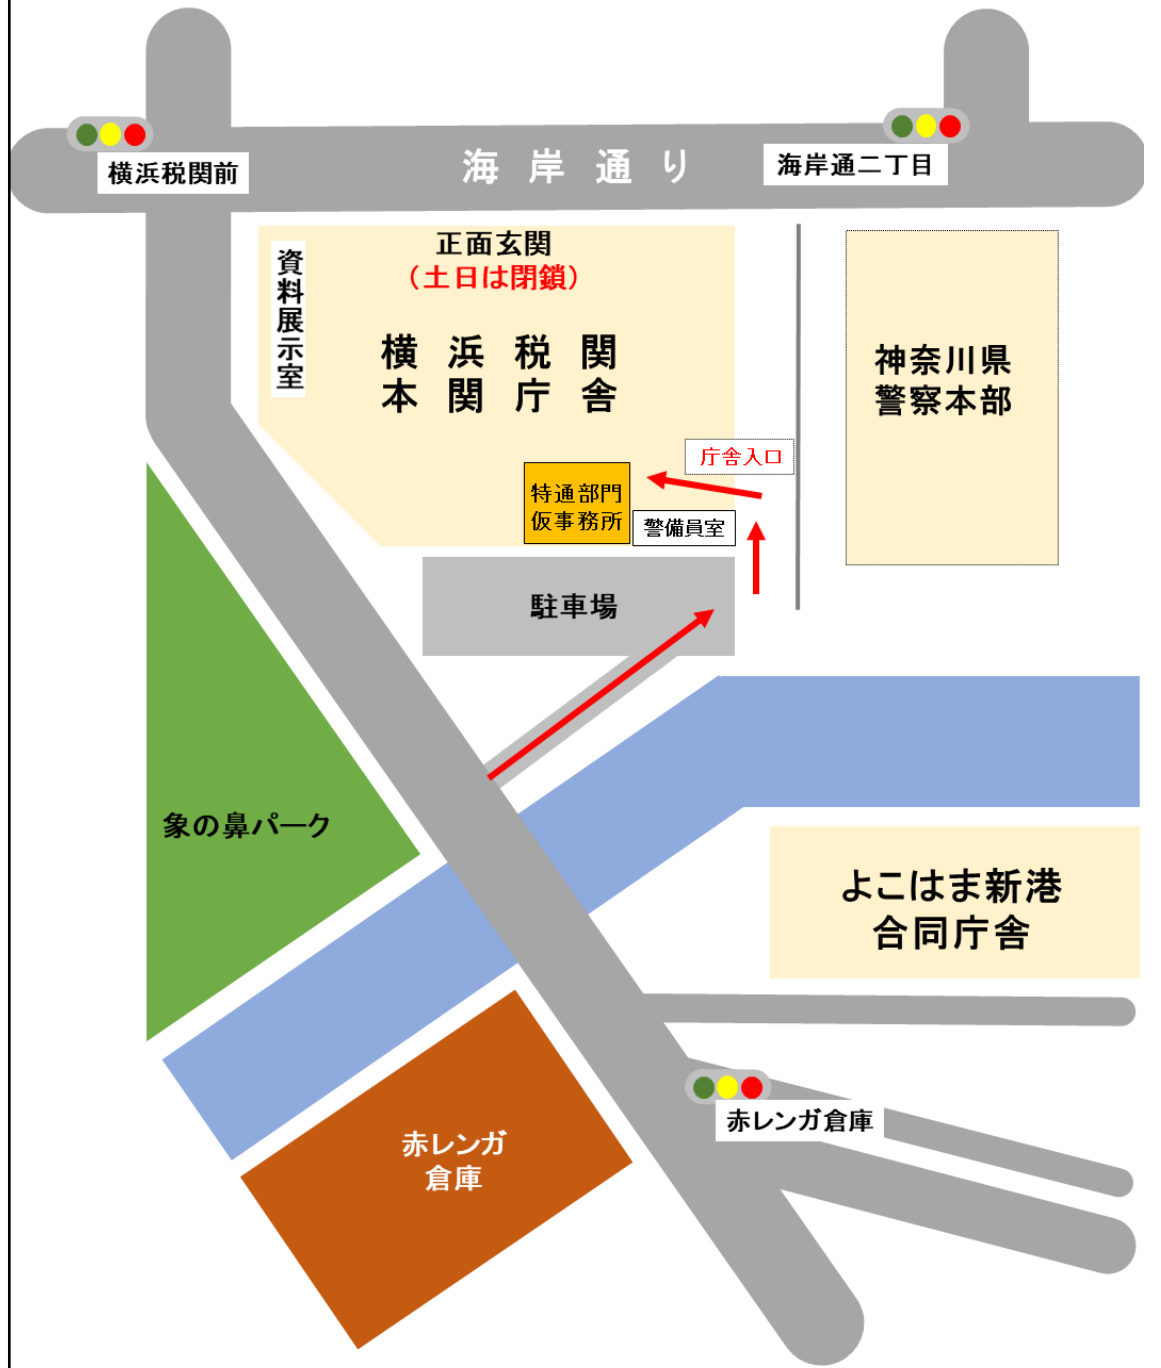 横浜税関前
海岸通り
海岸通二丁目
正面玄関
（土日は閉鎖）
資料展示室
横浜税関
本関庁舎
神奈川県
警察本部
庁舎入口
特通部門
仮事務所
警備員室
駐車場
象の鼻パーク
よこはま新港
合同庁舎
赤レンガ倉庫
赤レンガ
倉庫